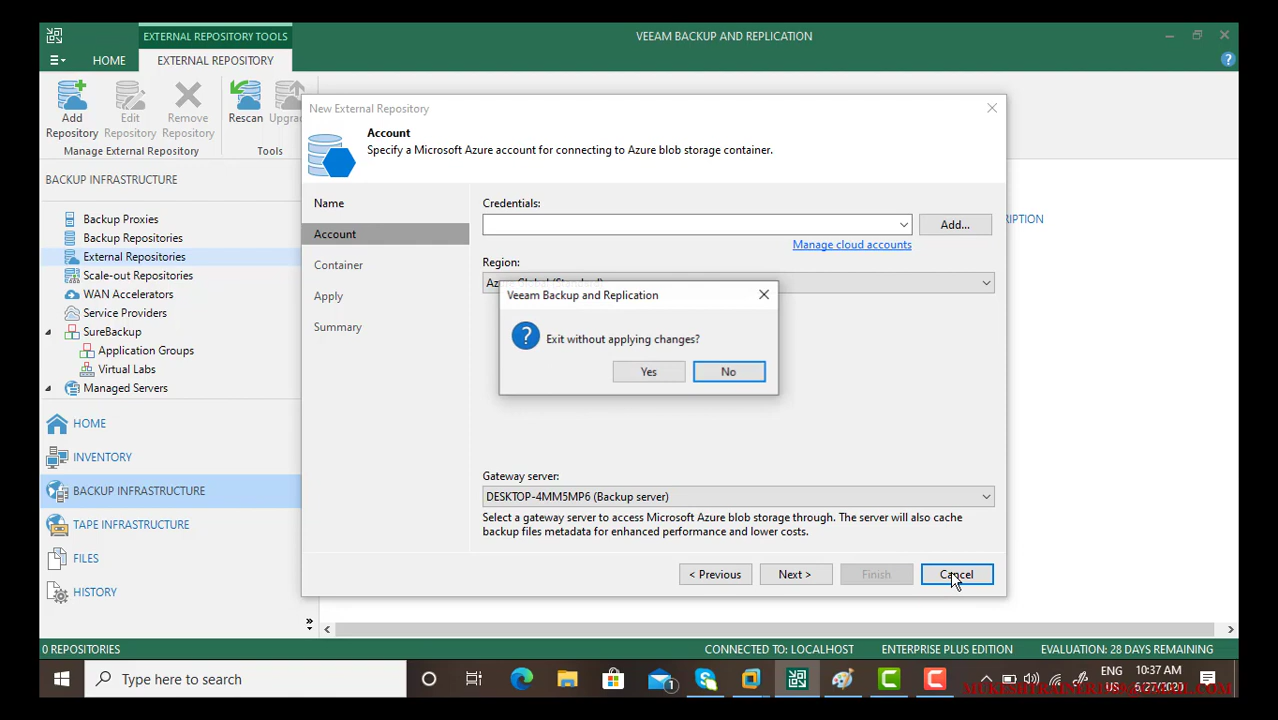 EXTERNAL REPOSITORY TOOLS
VEEAM BACKUP AND REPLICATION
HOME
EXTERNAL REPOSITORY
Add Repository
Edit Repository
Remove Repository
Rescan
Manage External Repository
Tools
New External Repository
Account
Specify a Microsoft Azure account for connecting to Azure blob storage container.
BACKUP INFRASTRUCTURE
Backup Proxies
Backup Repositories
External Repositories
Scale-out Repositories
WAN Accelerators
Service Providers
SureBackup
Application Groups
Virtual Labs
Managed Servers
HOME
INVENTORY
BACKUP INFRASTRUCTURE
TAPE INFRASTRUCTURE
FILES
HISTORY
Name
Account
Container
Apply
Summary
Credentials:
Add...
Manage cloud accounts
Region:
Veeam Backup and Replication
Exit without applying changes?
Yes
No
Gateway server:
DESKTOP-4MM5MP6 (Backup server)
Select a gateway server to access Microsoft Azure blob storage through. The server will also cache
backup files metadata for enhanced performance and lower costs.
< Previous
Next >
Finish
Cancel
0 REPOSITORIES
CONNECTED TO: LOCALHOST
ENTERPRISE PLUS EDITION
EVALUATION: 28 DAYS REMAINING
Type here to search
1
ENG
US
10:37 AM
6/27/2020